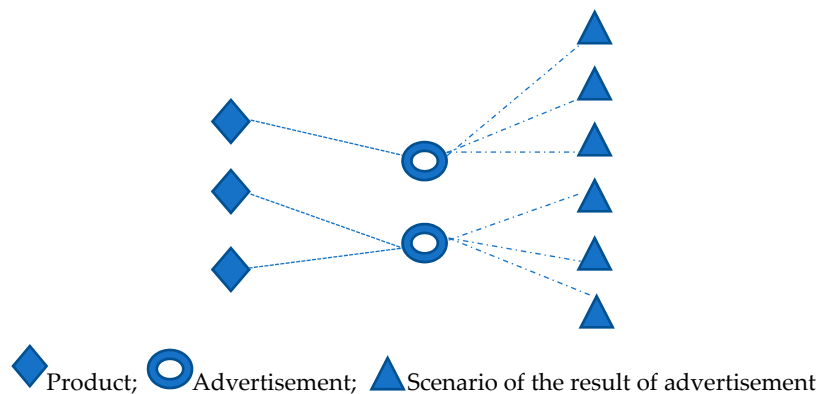 Product; Advertisement; Scenario of the result of advertisement